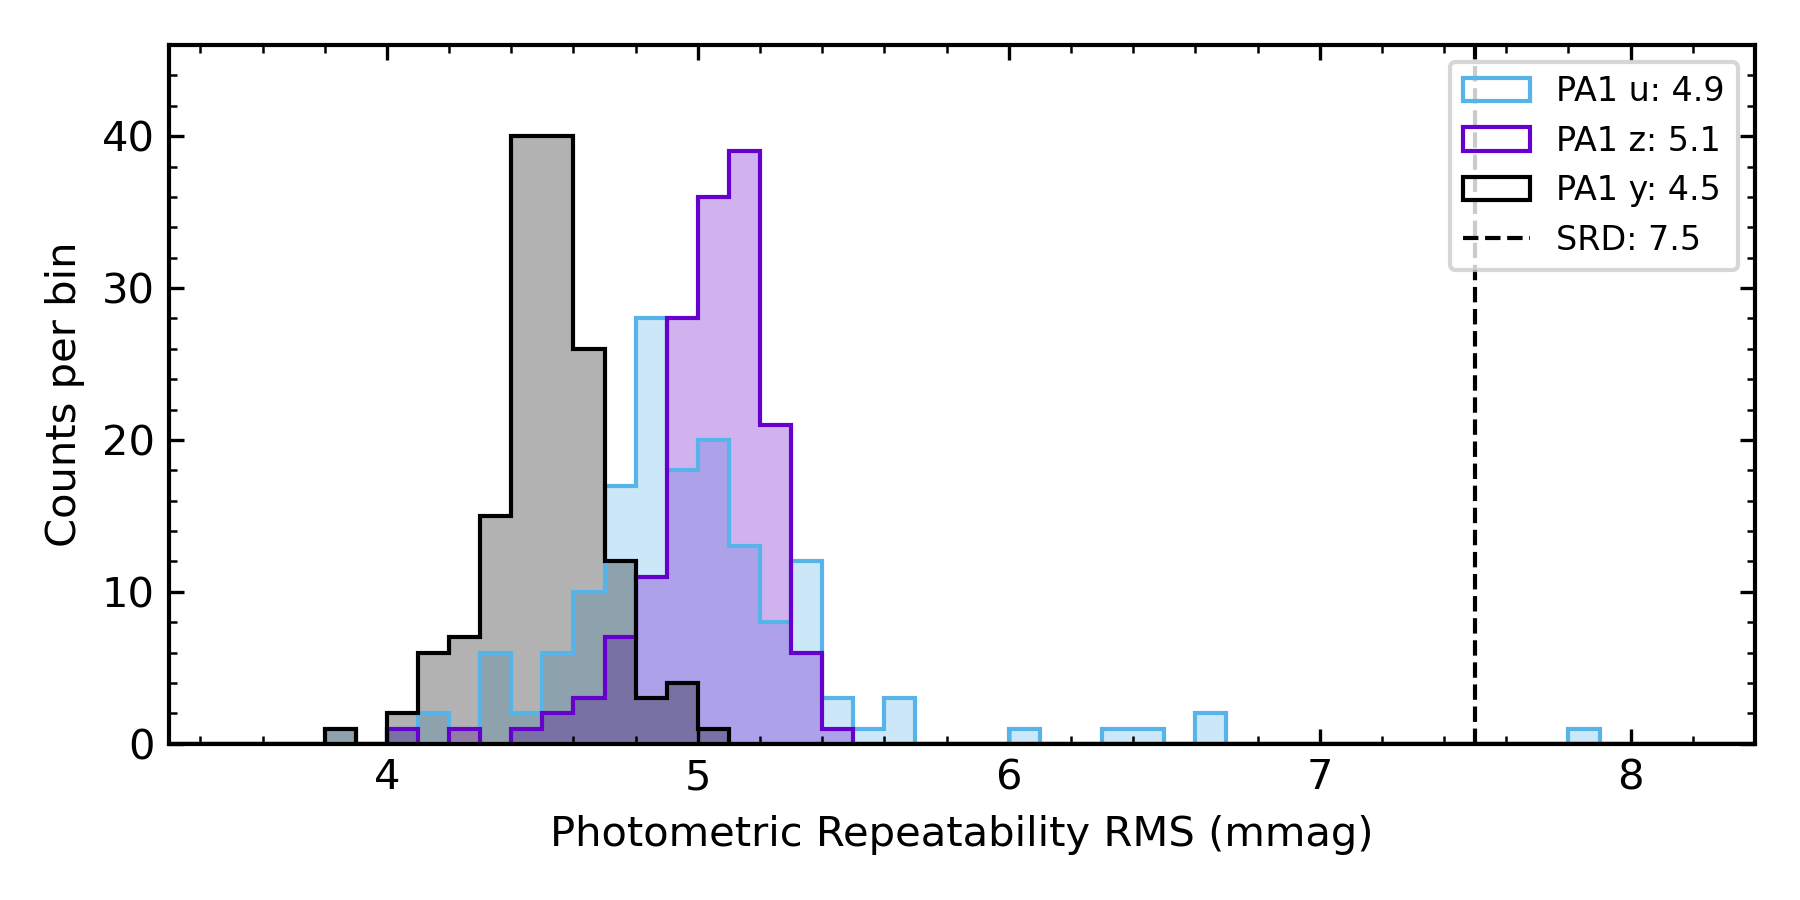 PA1 u: 4.9
PA1 z: 5.1
PA1 y: 4.5
SRD: 7.5
40
30
20
10
0
Counts per bin
4 5 6 7 8
Photometric Repeatability RMS (mmag)